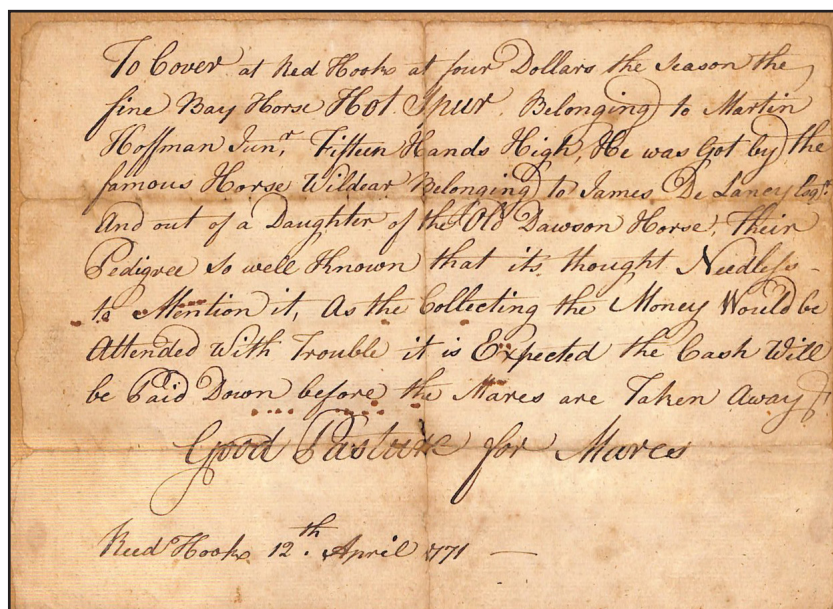 To Cover at Red Hook at four Dollars the Season the
fine Bay Horse Hot Spur. Belonging to Martin
Hoffman Junr, Fifteen Hands High, He was Got by the
famous Horse Wildear Belonging to James De Lancy Esqr.
And out of a Daughter of the Old Dawson Horse, Their
Pedigree so well Known that its thought Needless
to Mention it, As the Collecting the Money Would be
Attended With Trouble it is Expected the Cash Will
be Paid Down before the Mares are Taken Away
Good Pasture for Mares
Reed Hook 12th. April 1771 —